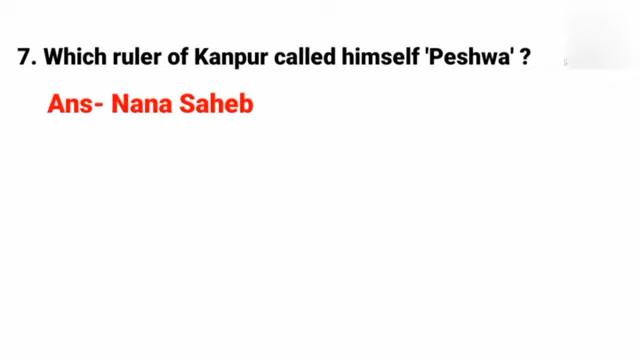 7. Which ruler of Kanpur called himself 'Peshwa' ?
Ans- Nana Saheb